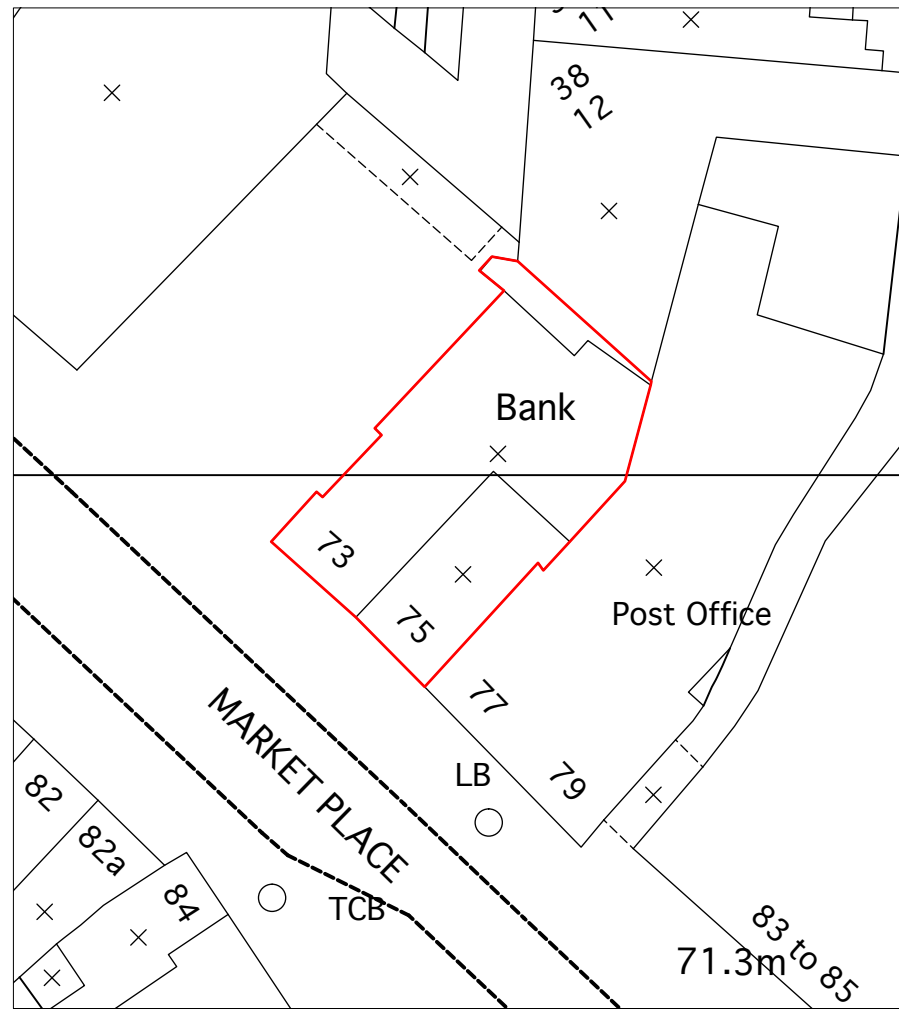 11
38
12
Bank
73
75
Post Office
77
79
MARKET PLACE
LB
82
82a
84
TCB
83 to 85
71.3m